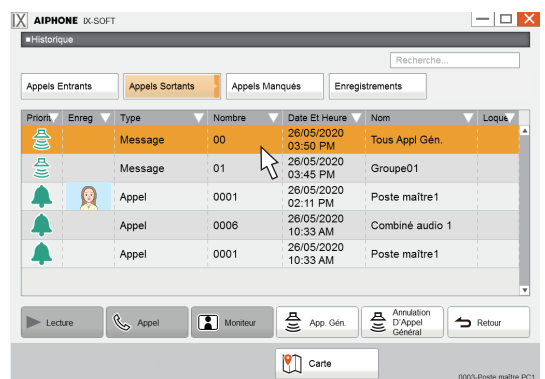 AIPHONE IX-SOFT
■Historique
Recherche...
Appels Entrants Appels Sortants Appels Manqués Enregistrements
Priorit Enreg Type Nombre Date Et Heure Nom Loque
Message 00 26/05/2020 03:50 PM Tous Appl Gén.
Message 01 26/05/2020 03:45 PM Groupe01
Appel 0001 26/05/2020 02:11 PM Poste maître1
Appel 0006 26/05/2020 10:33 AM Combiné audio 1
Appel 0001 26/05/2020 10:33 AM Poste maître1
Lecture Appel Moniteur App. Gén. Annulation D'Appel Général Retour
Carte
0003-Poste maître PC1